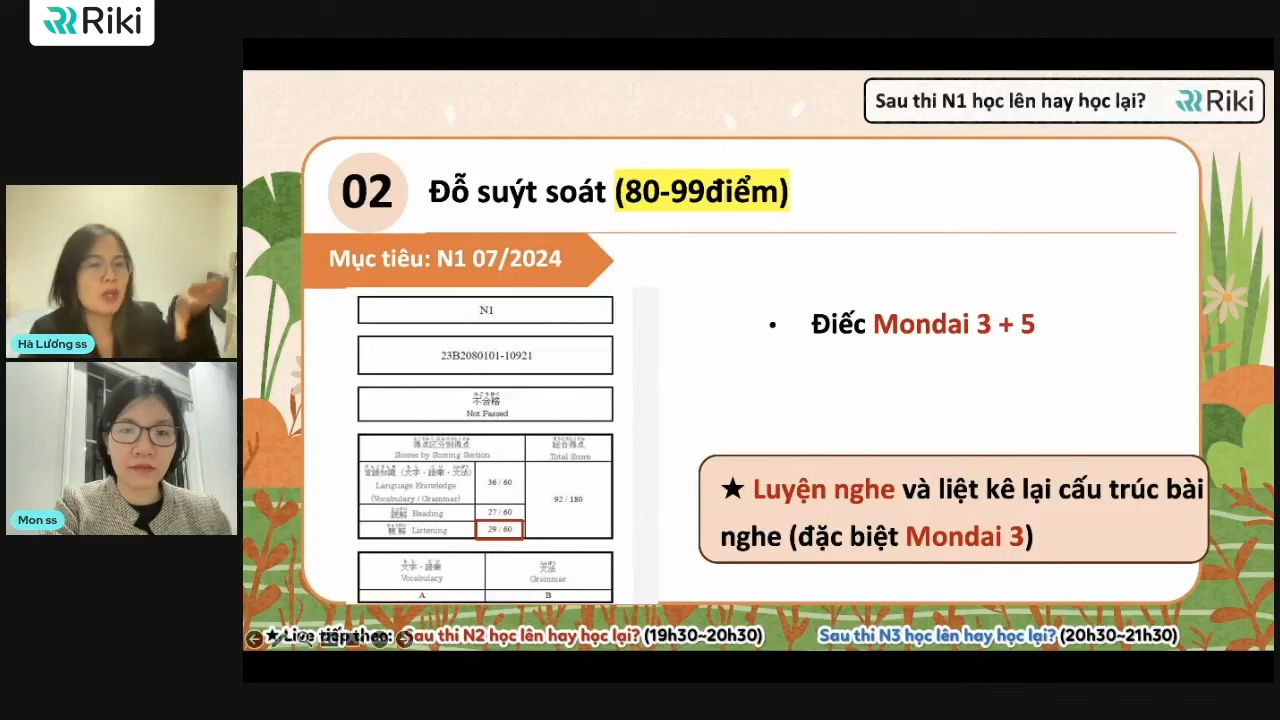 Riki
Sau thi N1 học lên hay học lại?
Riki
02
Đỗ suýt soát (80-99điểm)
Mục tiêu: N1 07/2024
N1
23B2080101-10921
不合格
Not Passed
得点区分別得点
Scores by Scoring Section
総合得点
Total Score
言語知識（文字・語彙・文法）
Language Knowledge
(Vocabulary / Grammar)
36 / 60
92 / 180
読解 Reading
27 / 60
聴解 Listening
29 / 60
文字・語彙
Vocabulary
文法
Grammar
A
B
• Điếc Mondai 3 + 5
★ Luyện nghe và liệt kê lại cấu trúc bài
nghe (đặc biệt Mondai 3)
Hà Lương ss
Mon ss
★ Live tiếp theo: Sau thi N2 học lên hay học lại? (19h30~20h30)
Sau thi N3 học lên hay học lại? (20h30~21h30)